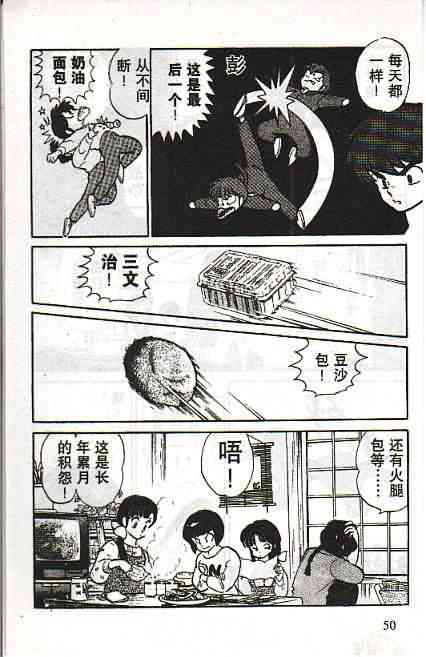 每天都
一样！
彭
这是最
后一个！
从不间
断！
奶油
面包！
三文
治！
豆沙
包！
还有火腿
包等……
唔！
这是长
年累月
的积怨！
50